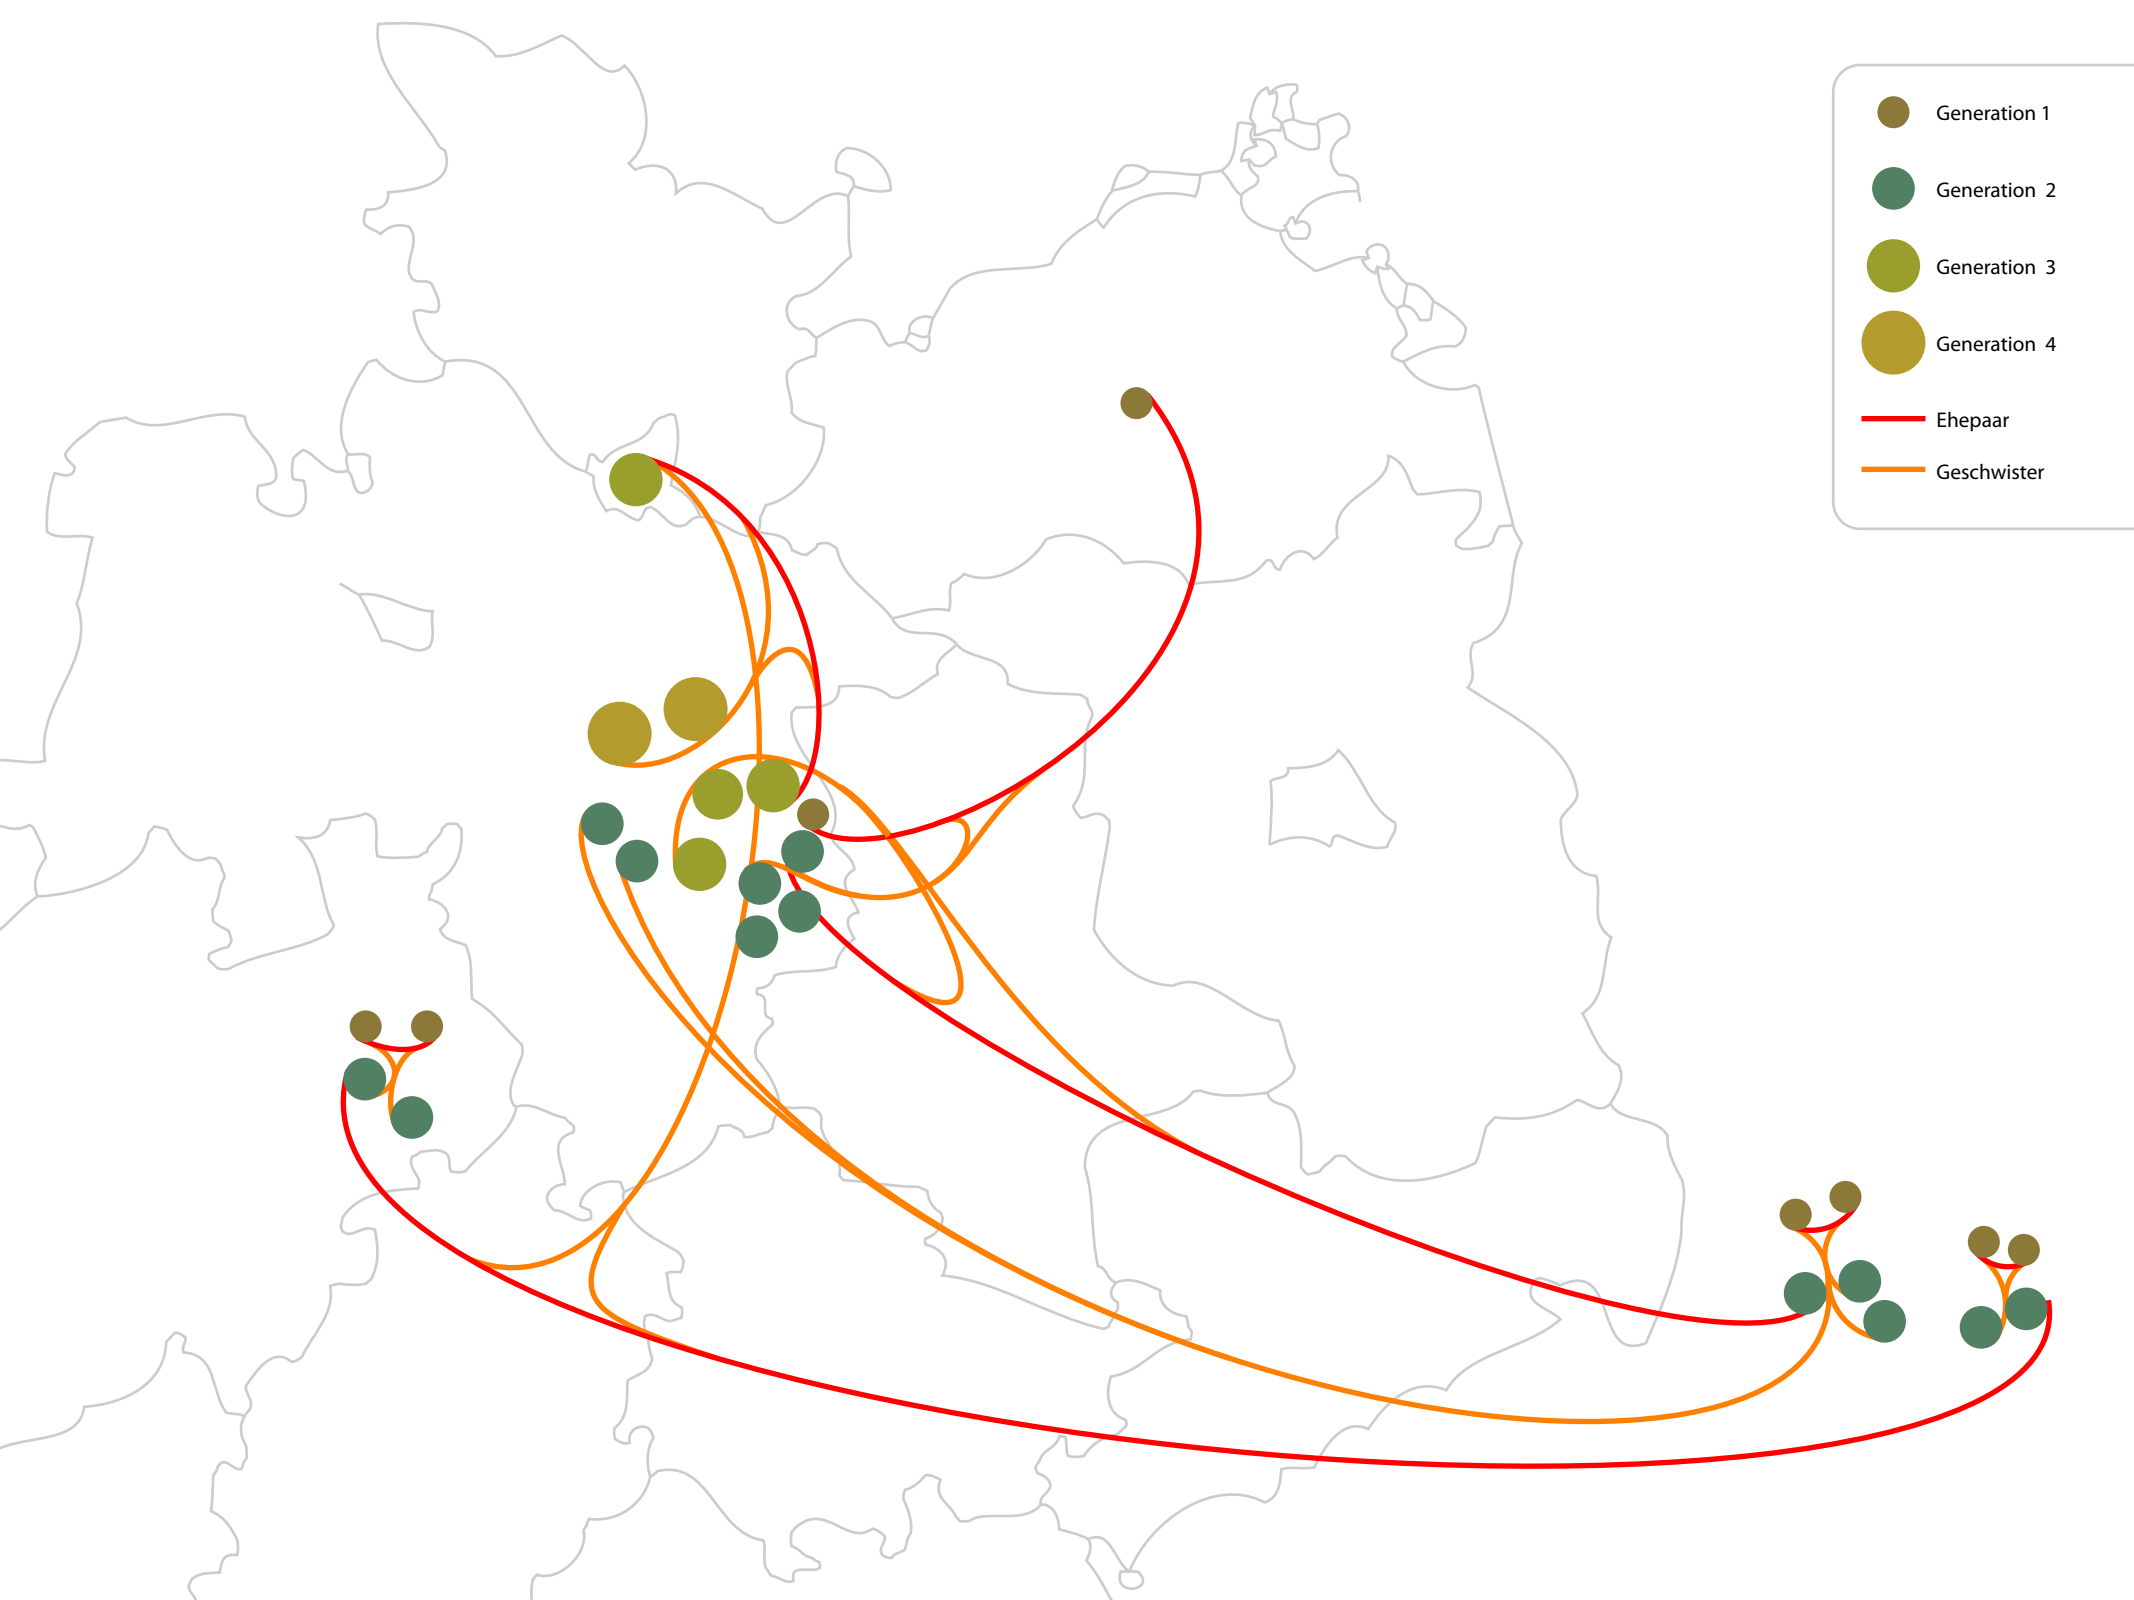 Generation 1
Generation 2
Generation 3
Generation 4
Ehepaar
Geschwister